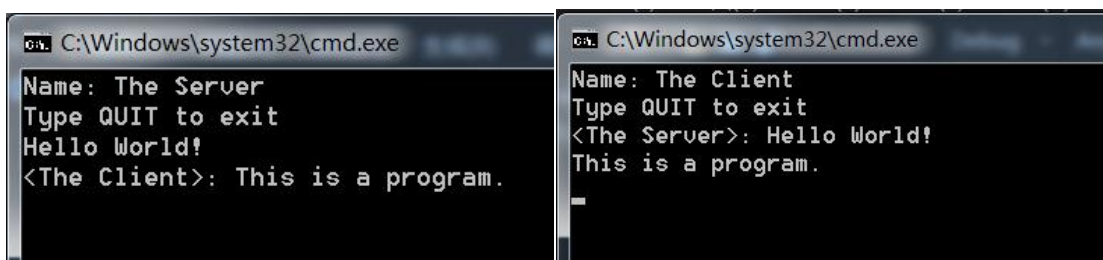 C:\Windows\system32\cmd.exe
Name: The Server
Type QUIT to exit
Hello World!
<The Client>: This is a program.
C:\Windows\system32\cmd.exe
Name: The Client
Type QUIT to exit
<The Server>: Hello World!
This is a program.